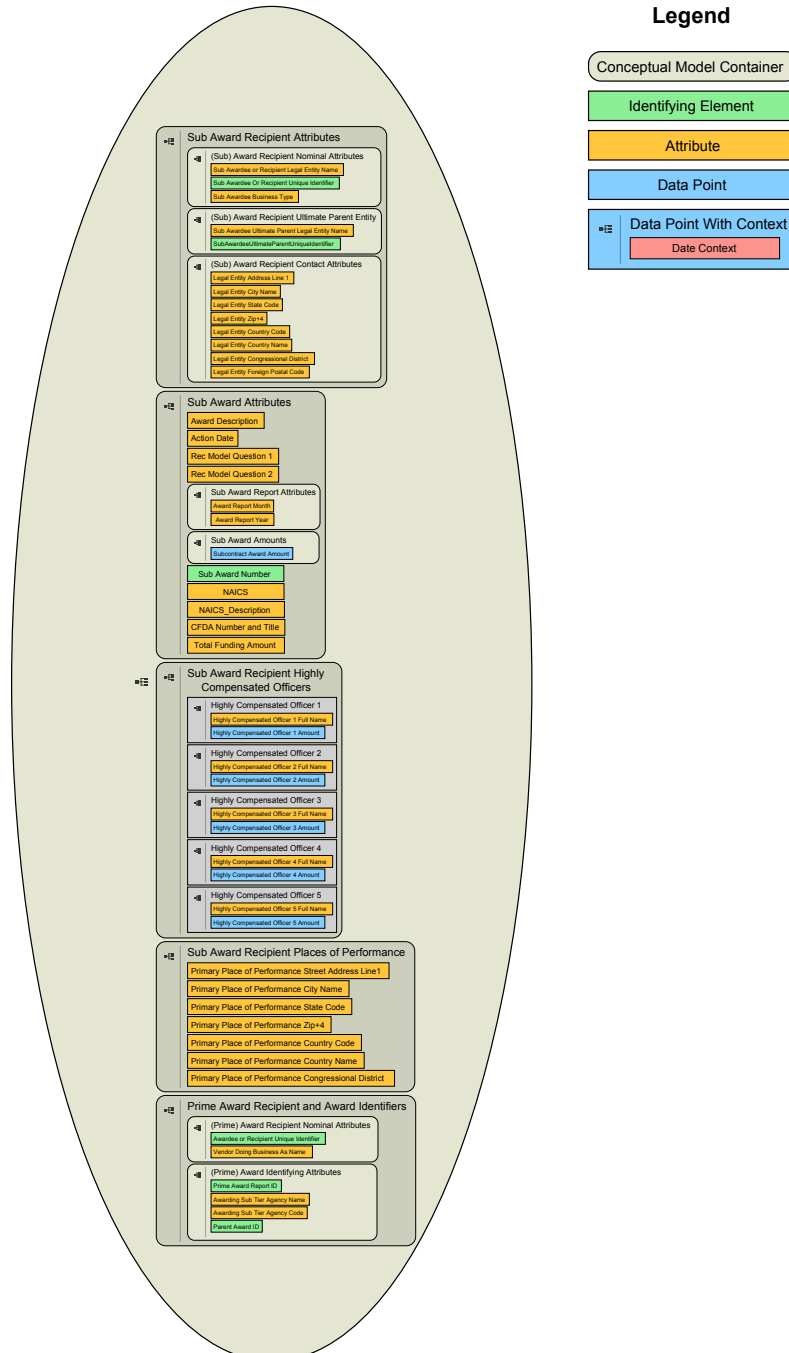 Legend
Conceptual Model Container
Identifying Element
Attribute
Data Point
Data Point With Context
Date Context
Sub Award Recipient Attributes
(Sub) Award Recipient Nominal Attributes
Sub Awardee or Recipient Legal Entity Name
Sub Awardee Or Recipient Unique Identifier
Sub Awardee Business Type
(Sub) Award Recipient Ultimate Parent Entity
Sub Awardee Ultimate Parent Legal Entity Name
SubAwardeeUltimateParentUniqueIdentifier
(Sub) Award Recipient Contact Attributes
Legal Entity Address Line 1
Legal Entity City Name
Legal Entity State Code
Legal Entity Zip+4
Legal Entity Country Code
Legal Entity Country Name
Legal Entity Congressional District
Legal Entity Foreign Postal Code
Sub Award Attributes
Award Description
Action Date
Rec Model Question 1
Rec Model Question 2
Sub Award Report Attributes
Award Report Month
Award Report Year
Sub Award Amounts
Subcontract Award Amount
Sub Award Number
NAICS
NAICS_Description
CFDA Number and Title
Total Funding Amount
Sub Award Recipient Highly
Compensated Officers
Highly Compensated Officer 1
Highly Compensated Officer 1 Full Name
Highly Compensated Officer 1 Amount
Highly Compensated Officer 2
Highly Compensated Officer 2 Full Name
Highly Compensated Officer 2 Amount
Highly Compensated Officer 3
Highly Compensated Officer 3 Full Name
Highly Compensated Officer 3 Amount
Highly Compensated Officer 4
Highly Compensated Officer 4 Full Name
Highly Compensated Officer 4 Amount
Highly Compensated Officer 5
Highly Compensated Officer 5 Full Name
Highly Compensated Officer 5 Amount
Sub Award Recipient Places of Performance
Primary Place of Performance Street Address Line1
Primary Place of Performance City Name
Primary Place of Performance State Code
Primary Place of Performance Zip+4
Primary Place of Performance Country Code
Primary Place of Performance Country Name
Primary Place of Performance Congressional District
Prime Award Recipient and Award Identifiers
(Prime) Award Recipient Nominal Attributes
Awardee or Recipient Unique Identifier
Vendor Doing Business As Name
(Prime) Award Identifying Attributes
Prime Award Report ID
Awarding Sub Tier Agency Name
Awarding Sub Tier Agency Code
Parent Award ID